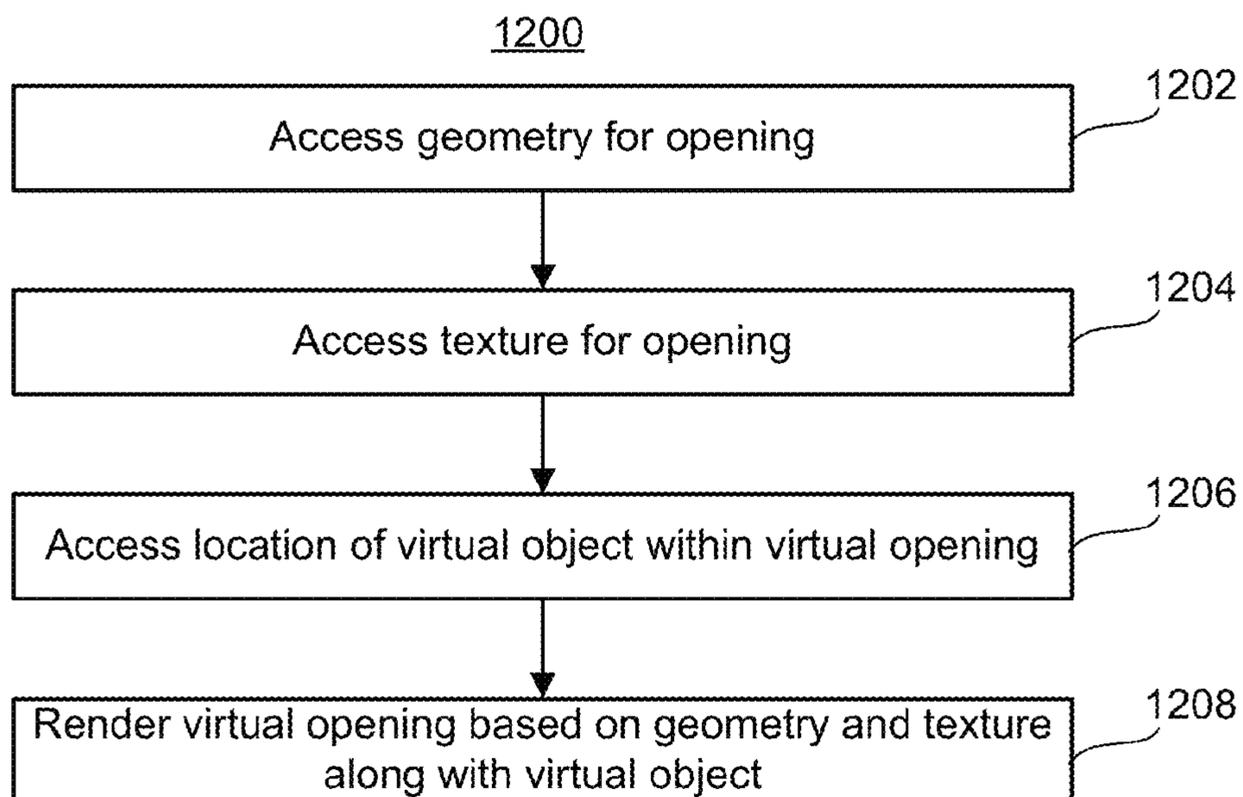 1200
1202
Access geometry for opening
1204
Access texture for opening
1206
Access location of virtual object within virtual opening
1208
Render virtual opening based on geometry and texture
along with virtual object